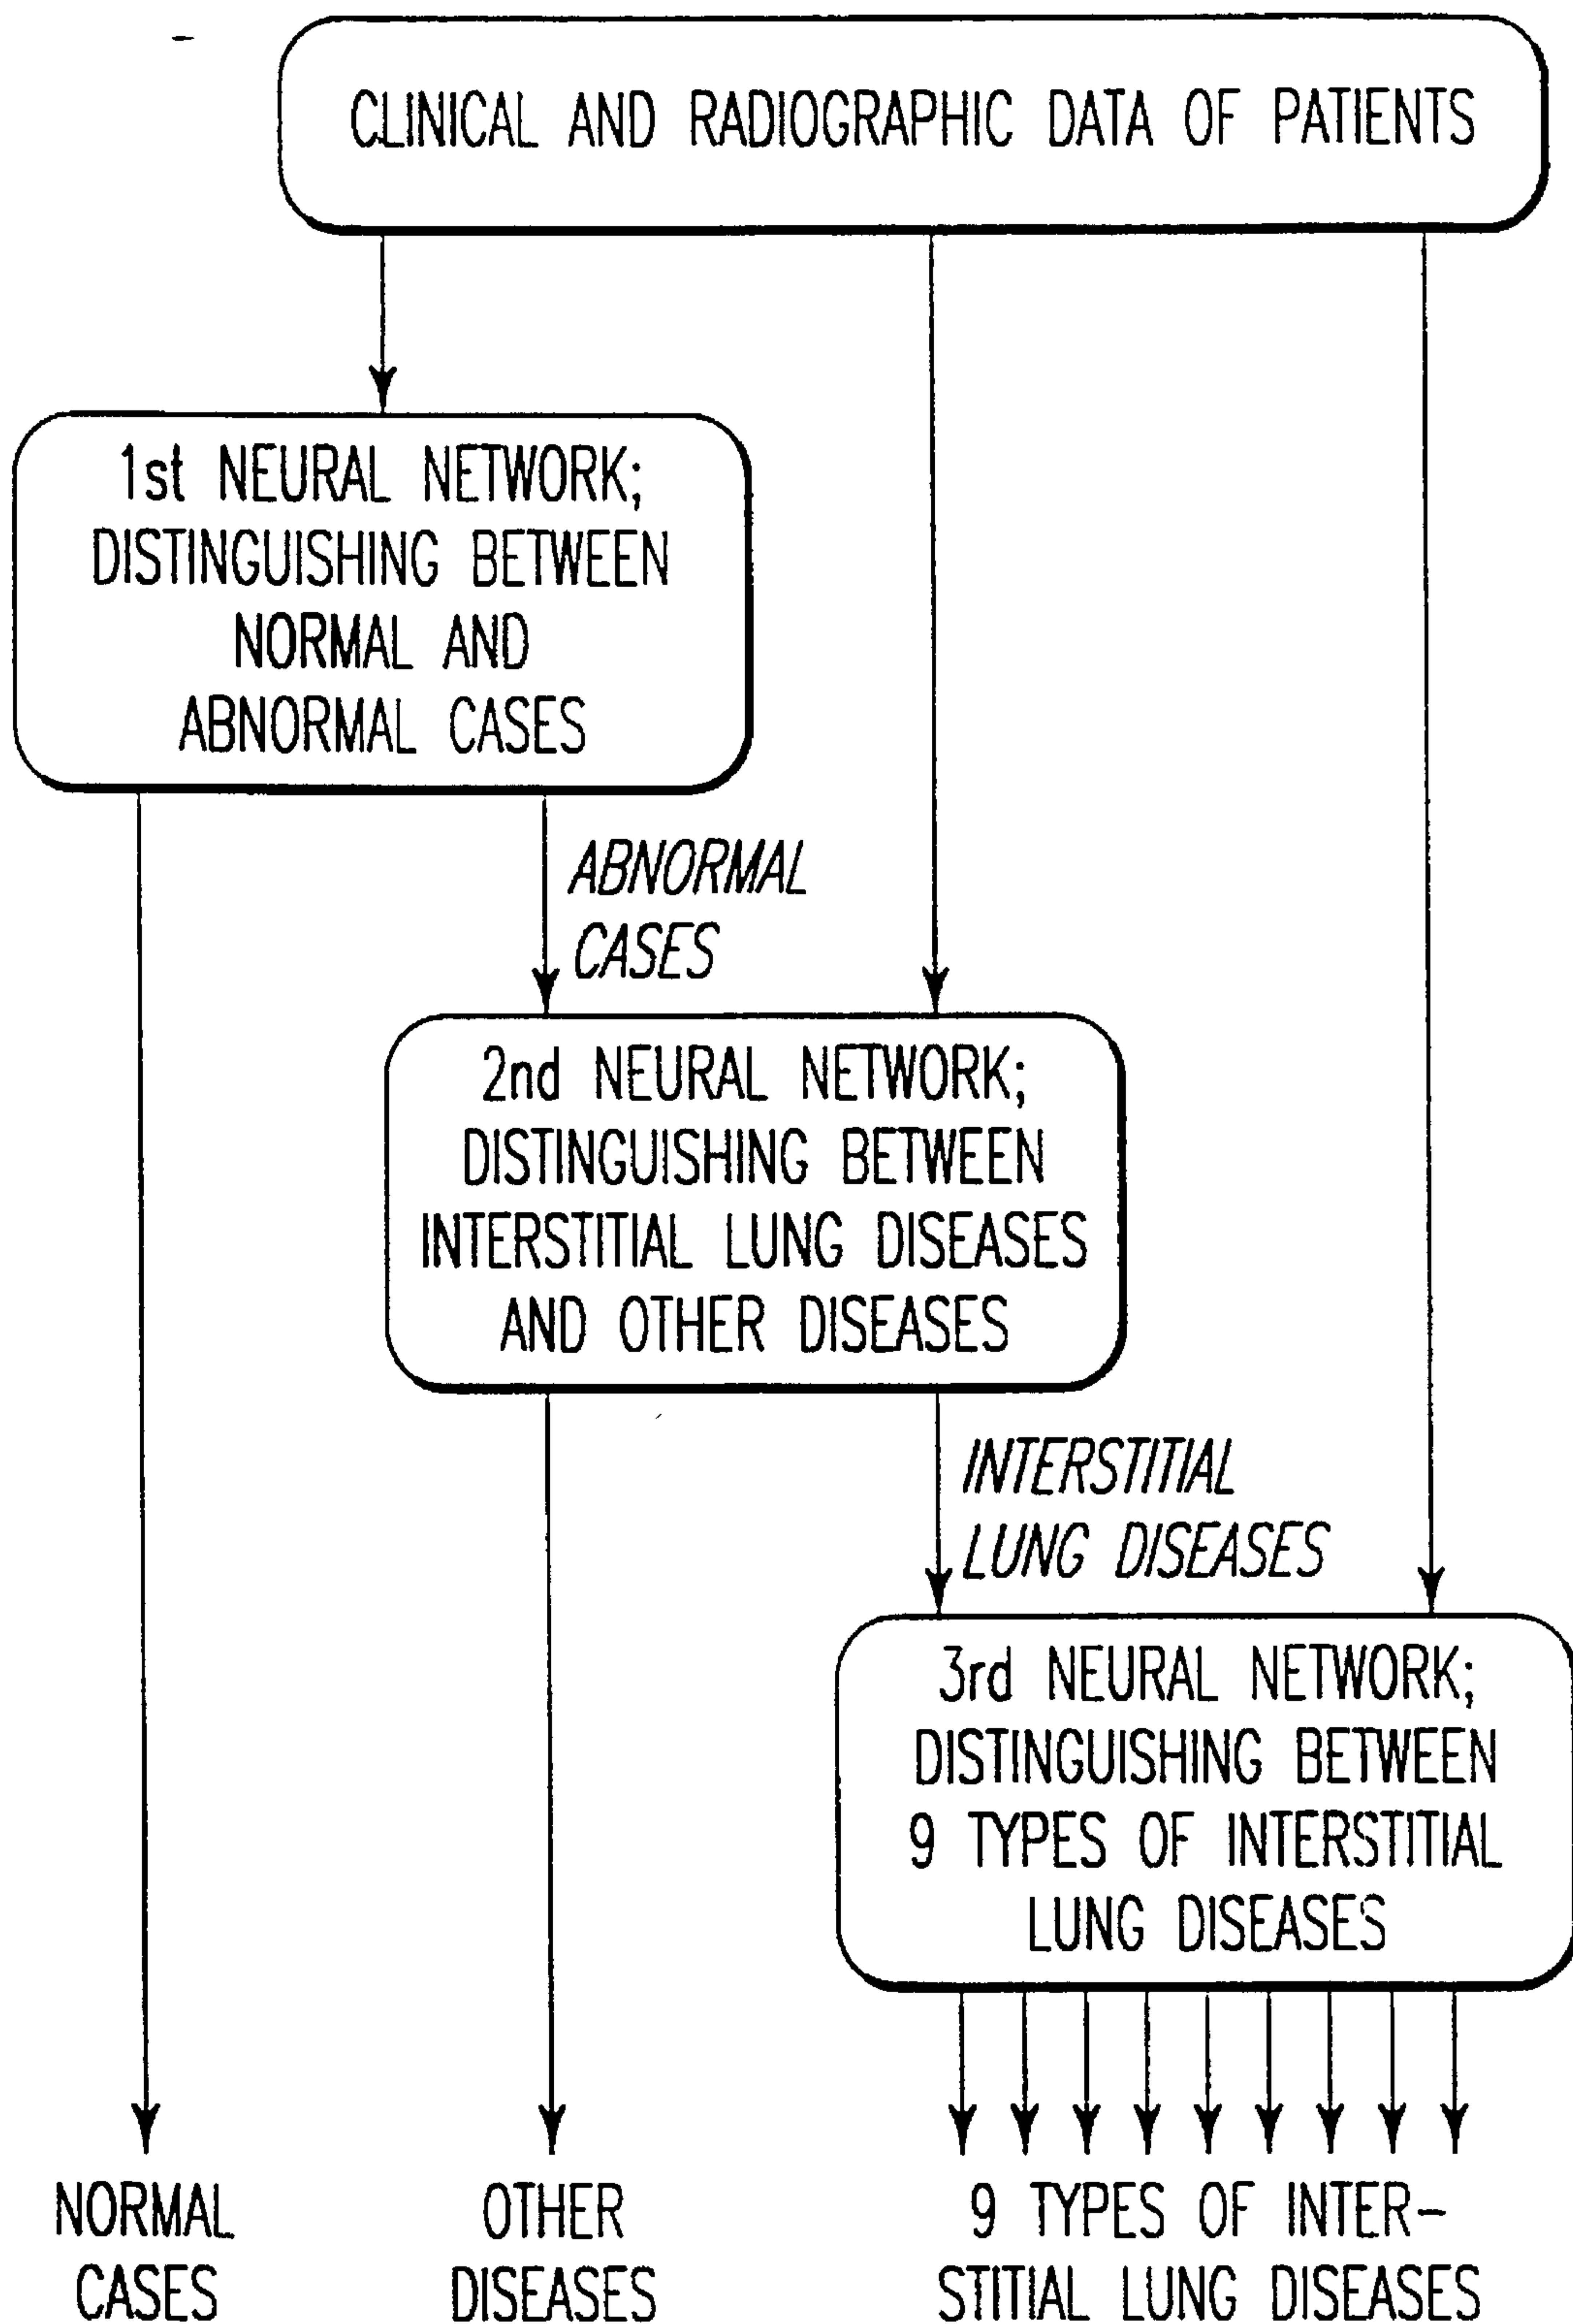 CLINICAL AND RADIOGRAPHIC DATA OF PATIENTS
1st NEURAL NETWORK;
DISTINGUISHING BETWEEN
NORMAL AND
ABNORMAL CASES
ABNORMAL
CASES
2nd NEURAL NETWORK;
DISTINGUISHING BETWEEN
INTERSTITIAL LUNG DISEASES
AND OTHER DISEASES
INTERSTITIAL
LUNG DISEASES
3rd NEURAL NETWORK;
DISTINGUISHING BETWEEN
9 TYPES OF INTERSTITIAL
LUNG DISEASES
NORMAL
CASES
OTHER
DISEASES
9 TYPES OF INTER-
STITIAL LUNG DISEASES